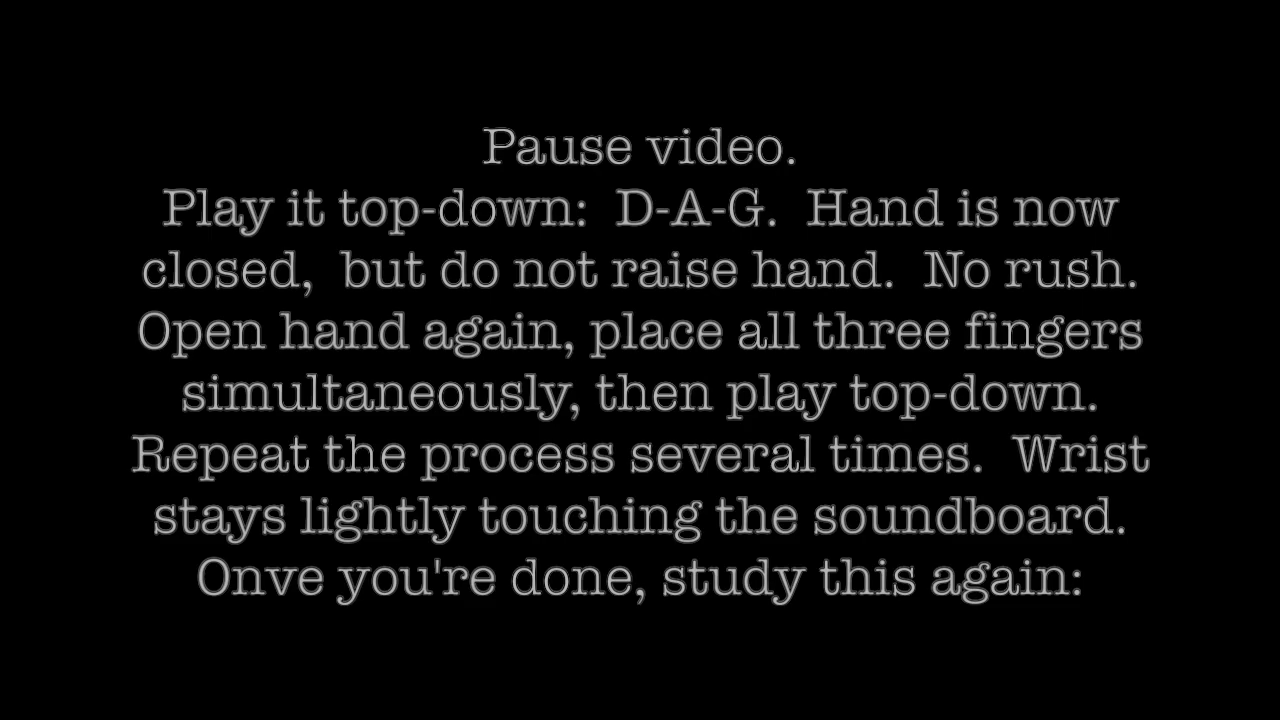 Pause video.
Play it top-down:  D-A-G.  Hand is now
closed,  but do not raise hand.  No rush.
Open hand again, place all three fingers
simultaneously, then play top-down.
Repeat the process several times.  Wrist
stays lightly touching the soundboard.
Onve you're done, study this again: